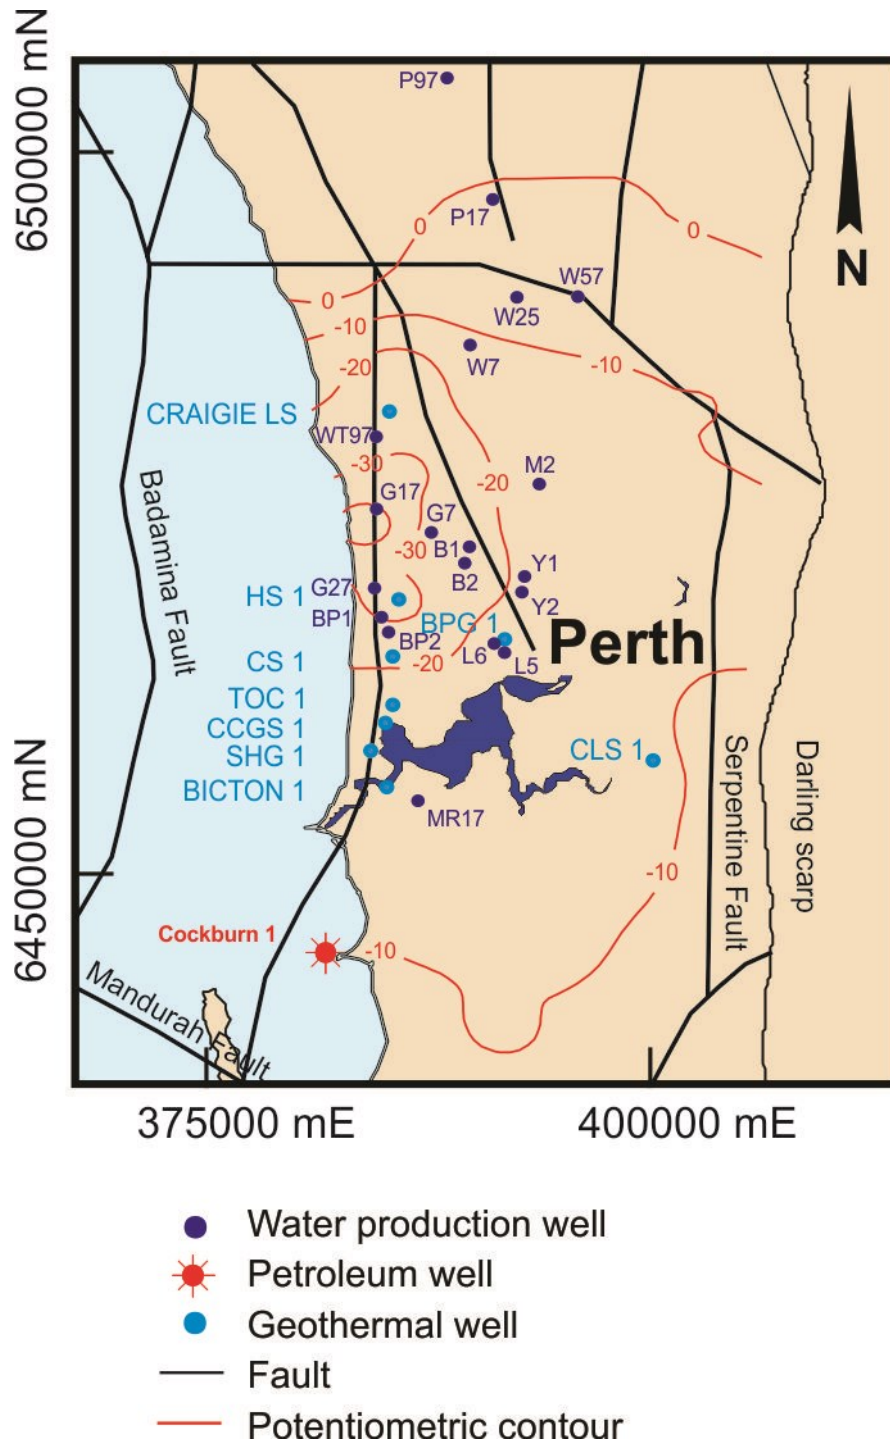 6500000 mN
6450000 mN
P97
N
P17
0
0
W57
0
W25
-10
W7
-20
-10
CRAIGIE LS
WT97
-30
M2
-20
G17
Badamina Fault
G7
-30
B1
B2
Y1
Y2
HS 1
G27
BP1
BPG 1
BP2
L6
L5
Perth
CS 1
-20
TOC 1
CCGS 1
SHG 1
BICTON 1
CLS 1
MR17
Serpentine Fault
Darling scarp
-10
Cockburn 1
-10
Mandurah Fault
375000 mE
400000 mE
Water production well
Petroleum well
Geothermal well
Fault
Potentiometric contour